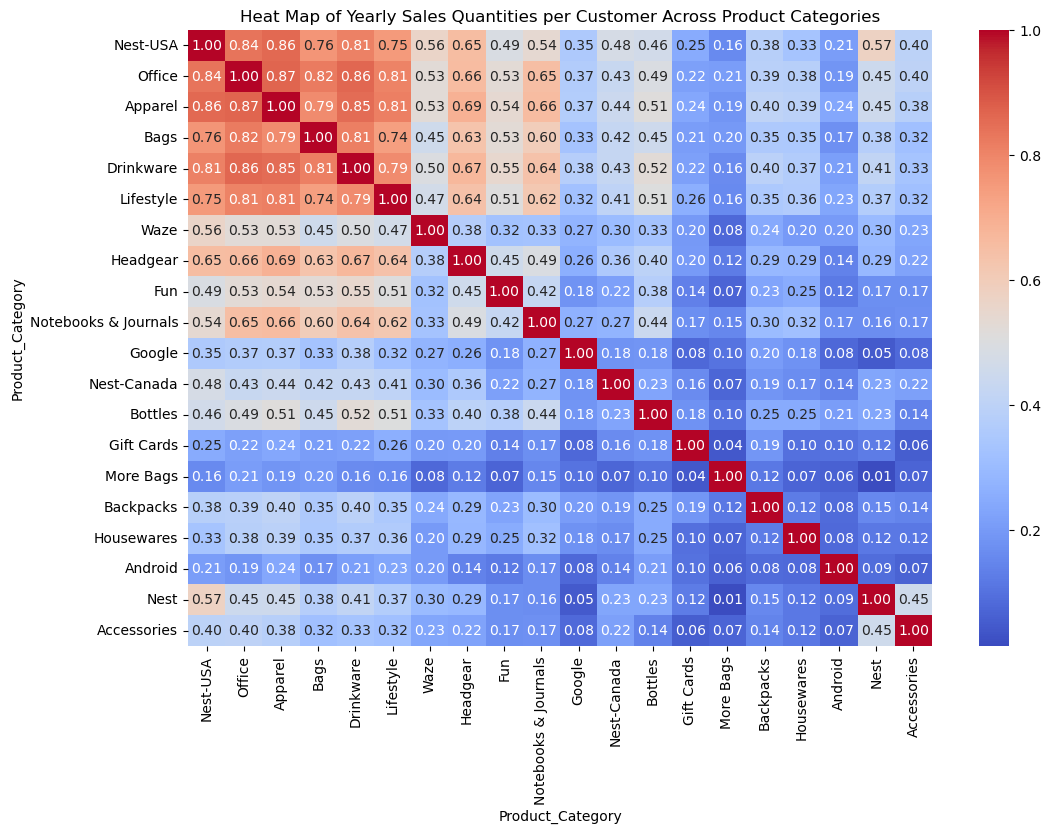 Heat Map of Yearly Sales Quantities per Customer Across Product Categories
Nest-USA 1.00 0.84 0.86 0.76 0.81 0.75 0.56 0.65 0.49 0.54 0.35 0.48 0.46 0.25 0.16 0.38 0.33 0.21 0.57 0.40
Office 0.84 1.00 0.87 0.82 0.86 0.81 0.53 0.66 0.53 0.65 0.37 0.43 0.49 0.22 0.21 0.39 0.38 0.19 0.45 0.40
Apparel 0.86 0.87 1.00 0.79 0.85 0.81 0.53 0.69 0.54 0.66 0.37 0.44 0.51 0.24 0.19 0.40 0.39 0.24 0.45 0.38
Bags 0.76 0.82 0.79 1.00 0.81 0.74 0.45 0.63 0.53 0.60 0.33 0.42 0.45 0.21 0.20 0.35 0.35 0.17 0.38 0.32
Drinkware 0.81 0.86 0.85 0.81 1.00 0.79 0.50 0.67 0.55 0.64 0.38 0.43 0.52 0.22 0.16 0.40 0.37 0.21 0.41 0.33
Lifestyle 0.75 0.81 0.81 0.74 0.79 1.00 0.47 0.64 0.51 0.62 0.32 0.41 0.51 0.26 0.16 0.35 0.36 0.23 0.37 0.32
Waze 0.56 0.53 0.53 0.45 0.50 0.47 1.00 0.38 0.32 0.33 0.27 0.30 0.33 0.20 0.08 0.24 0.20 0.20 0.30 0.23
Headgear 0.65 0.66 0.69 0.63 0.67 0.64 0.38 1.00 0.45 0.49 0.26 0.36 0.40 0.20 0.12 0.29 0.29 0.14 0.29 0.22
Fun 0.49 0.53 0.54 0.53 0.55 0.51 0.32 0.45 1.00 0.42 0.18 0.22 0.38 0.14 0.07 0.23 0.25 0.12 0.17 0.17
Notebooks & Journals 0.54 0.65 0.66 0.60 0.64 0.62 0.33 0.49 0.42 1.00 0.27 0.27 0.44 0.17 0.15 0.30 0.32 0.17 0.16 0.17
Google 0.35 0.37 0.37 0.33 0.38 0.32 0.27 0.26 0.18 0.27 1.00 0.18 0.18 0.08 0.10 0.20 0.18 0.08 0.05 0.08
Nest-Canada 0.48 0.43 0.44 0.42 0.43 0.41 0.30 0.36 0.22 0.27 0.18 1.00 0.23 0.16 0.07 0.19 0.17 0.14 0.23 0.22
Bottles 0.46 0.49 0.51 0.45 0.52 0.51 0.33 0.40 0.38 0.44 0.18 0.23 1.00 0.18 0.10 0.25 0.25 0.21 0.23 0.14
Gift Cards 0.25 0.22 0.24 0.21 0.22 0.26 0.20 0.20 0.14 0.17 0.08 0.16 0.18 1.00 0.04 0.19 0.10 0.10 0.12 0.06
More Bags 0.16 0.21 0.19 0.20 0.16 0.16 0.08 0.12 0.07 0.15 0.10 0.07 0.10 0.04 1.00 0.12 0.07 0.06 0.01 0.07
Backpacks 0.38 0.39 0.40 0.35 0.40 0.35 0.24 0.29 0.23 0.30 0.20 0.19 0.25 0.19 0.12 1.00 0.12 0.08 0.15 0.14
Housewares 0.33 0.38 0.39 0.35 0.37 0.36 0.20 0.29 0.25 0.32 0.18 0.17 0.25 0.10 0.07 0.12 1.00 0.08 0.12 0.12
Android 0.21 0.19 0.24 0.17 0.21 0.23 0.20 0.14 0.12 0.17 0.08 0.14 0.21 0.10 0.06 0.08 0.08 1.00 0.09 0.07
Nest 0.57 0.45 0.45 0.38 0.41 0.37 0.30 0.29 0.17 0.16 0.05 0.23 0.23 0.12 0.01 0.15 0.12 0.09 1.00 0.45
Accessories 0.40 0.40 0.38 0.32 0.33 0.32 0.23 0.22 0.17 0.17 0.08 0.22 0.14 0.06 0.07 0.14 0.12 0.07 0.45 1.00
Product_Category
Nest-USA
Office
Apparel
Bags
Drinkware
Lifestyle
Waze
Headgear
Fun
Notebooks & Journals
Google
Nest-Canada
Bottles
Gift Cards
More Bags
Backpacks
Housewares
Android
Nest
Accessories
Product_Category
1.0
0.8
0.6
0.4
0.2